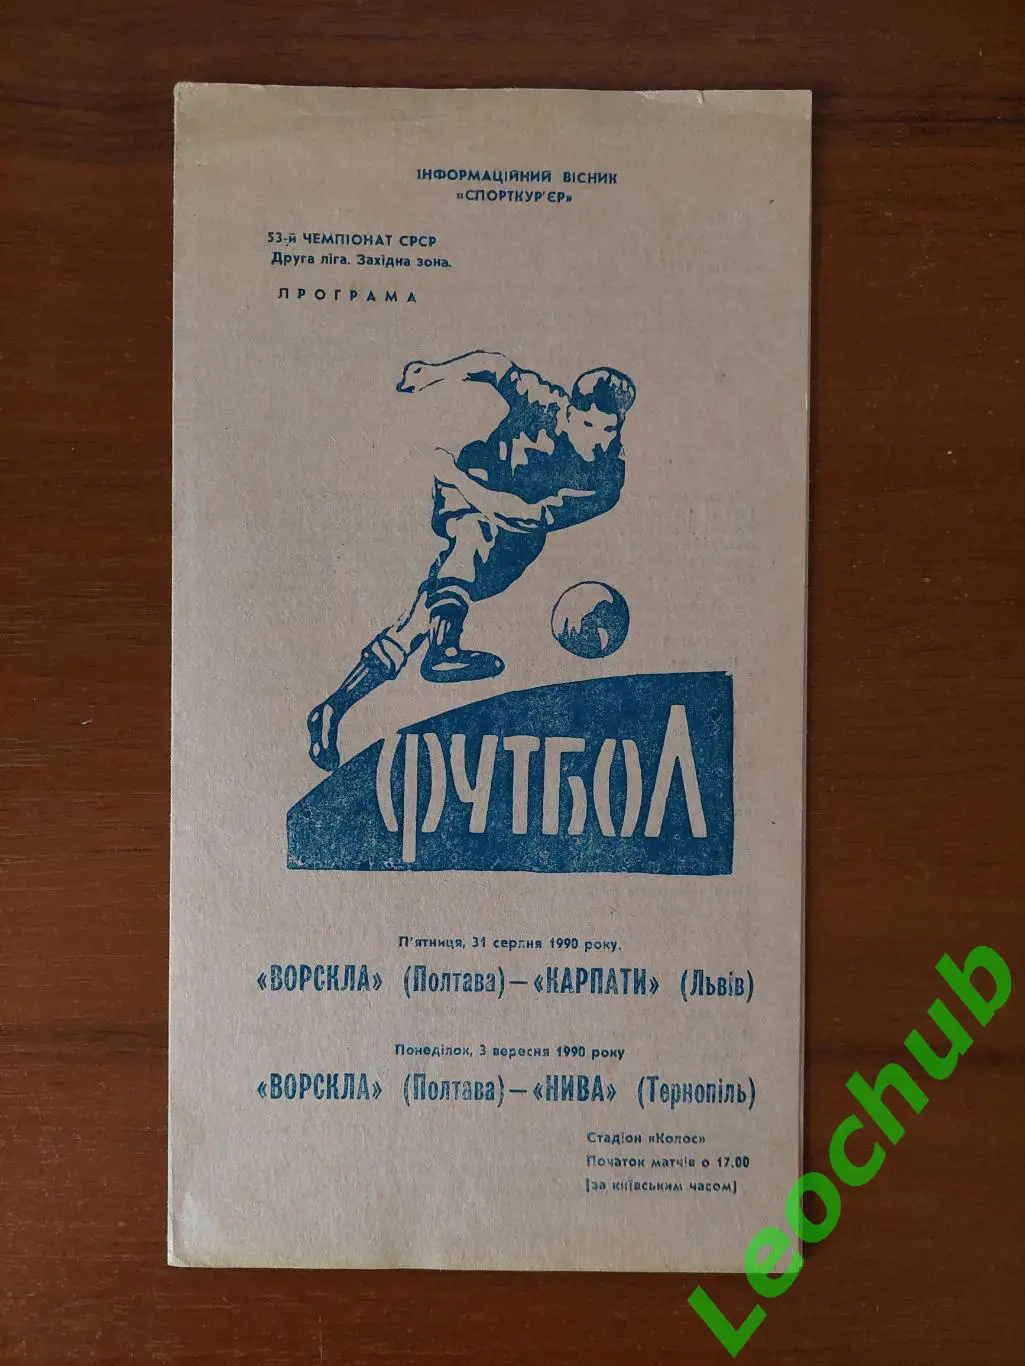 ІНФОРМАЦІЙНИЙ ВІСНИК
«СПОРТКУР'ЄР»
53-й ЧЕМПІОНАТ СРСР
Друга ліга. Західна зона.
ПРОГРАМА
ФУТБОЛ
П'ятниця, 31 серпня 1990 року.
«ВОРСКЛА» (Полтава)—«КАРПАТИ» (Львів)
Понеділок, 3 вересня 1990 року
«ВОРСКЛА» (Полтава)—«НИВА» (Тернопіль)
Стадіон «Колос»
Початок матчів о 17.00
(за київським часом)
Leochub